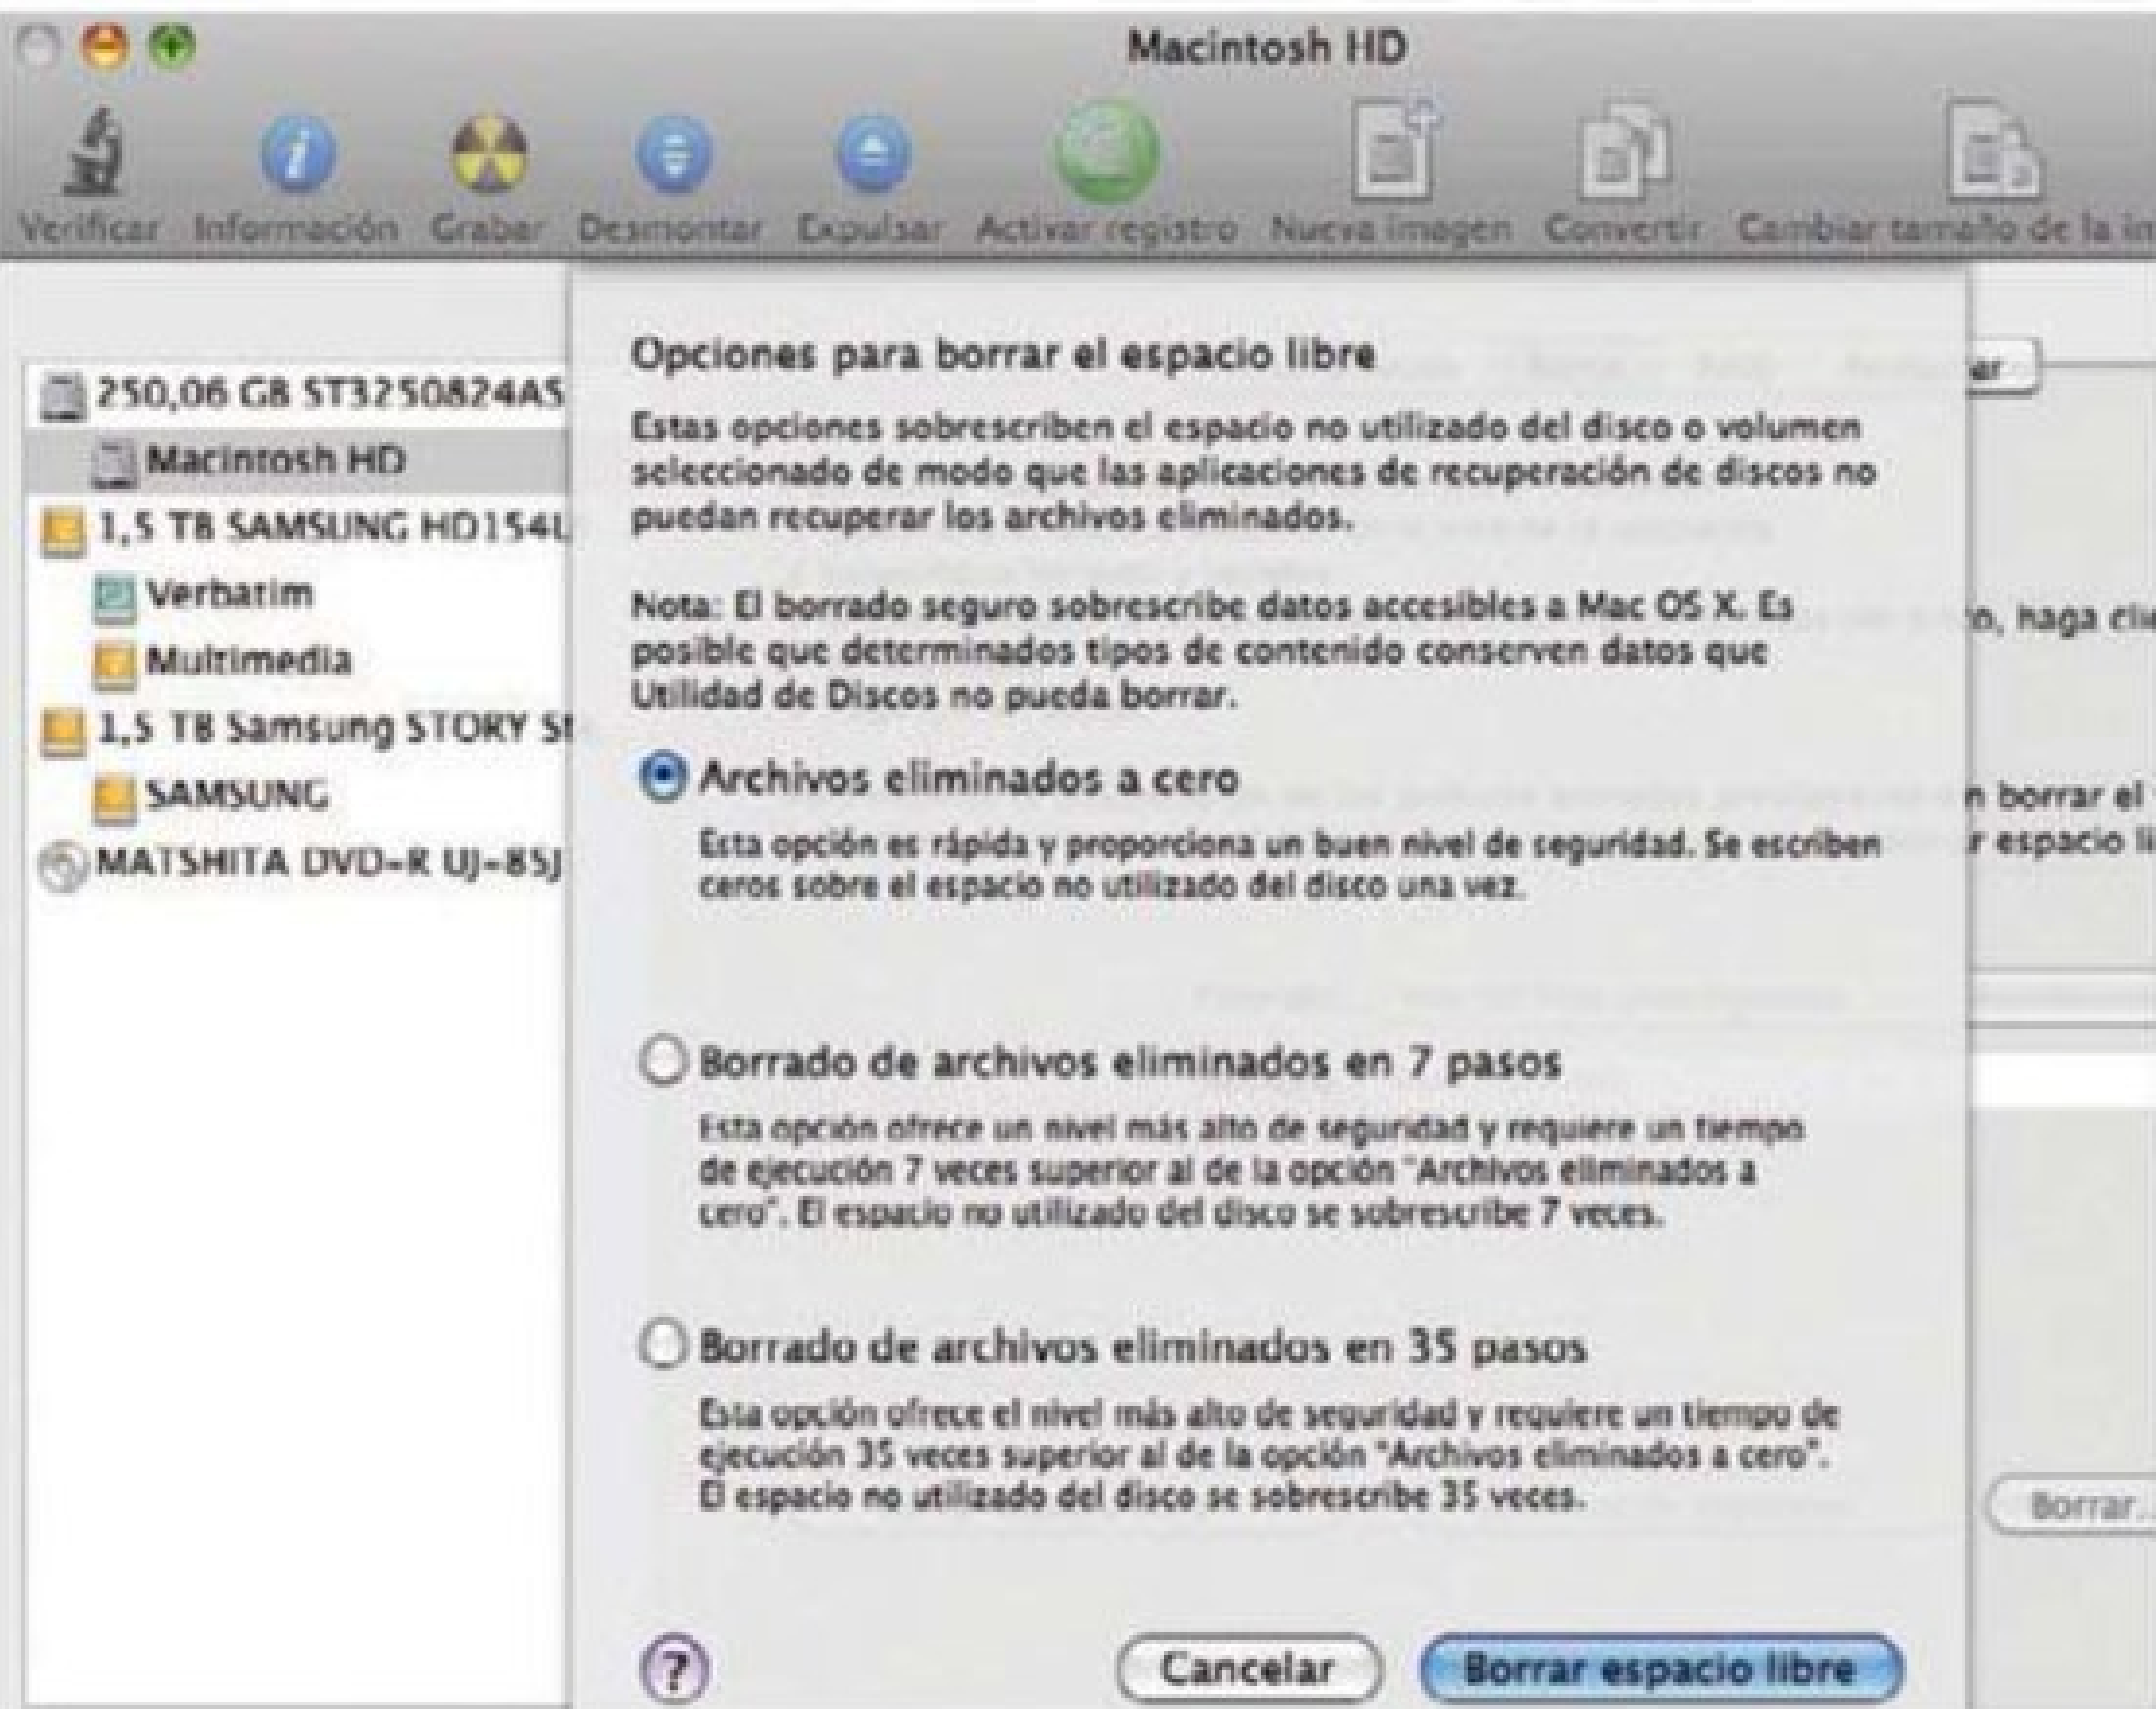 Macintosh HD
Verificar Información Grabar Desmontar Expulsar Activar registro Nueva imagen Convertir Cambiar tamaño de la
250,06 GB ST3250824AS
Macintosh HD
1,5 TB SAMSUNG HD154U
Verbatim
Multimedia
1,5 TB Samsung STORY
SAMSUNG
MATSHITA DVD-R UJ-85J
Opciones para borrar el espacio libre
Estas opciones sobrescriben el espacio no utilizado del disco o volumen
seleccionado de modo que las aplicaciones de recuperación de discos no
puedan recuperar los archivos eliminados.
Nota: El borrado seguro sobrescribe datos accesibles a Mac OS X. Es
posible que determinados tipos de contenido conserven datos que
Utilidad de Discos no pueda borrar.
Archivos eliminados a cero
Esta opción es rápida y proporciona un buen nivel de seguridad. Se escriben
ceros sobre el espacio no utilizado del disco una vez.
Borrado de archivos eliminados en 7 pasos
Esta opción ofrece un nivel más alto de seguridad y requiere un tiempo
de ejecución 7 veces superior al de la opción "Archivos eliminados a
cero". El espacio no utilizado del disco se sobrescribe 7 veces.
Borrado de archivos eliminados en 35 pasos
Esta opción ofrece el nivel más alto de seguridad y requiere un tiempo de
ejecución 35 veces superior al de la opción "Archivos eliminados a cero".
El espacio no utilizado del disco se sobrescribe 35 veces.
? Cancelar Borrar espacio libre
ar
o, haga clic
n borrar el
r espacio li
Borrar...